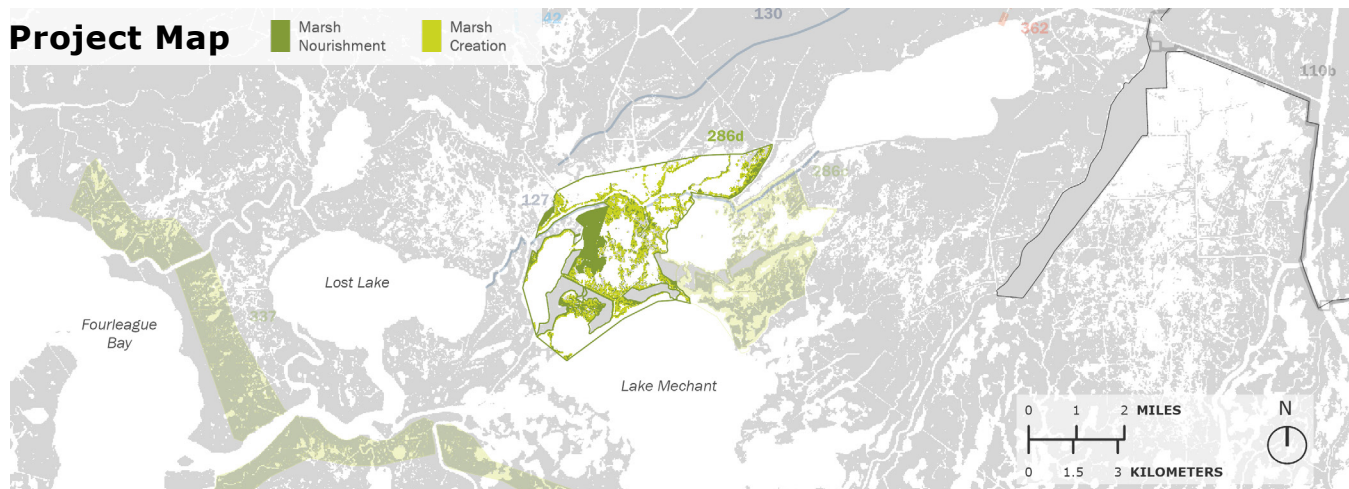 Project Map
Marsh
Nourishment
Marsh
Creation
130
362
110b
286d
127
Lost Lake
Fourleague
Bay
337
Lake Mechant
0 1 2 MILES
0 1.5 3 KILOMETERS
N